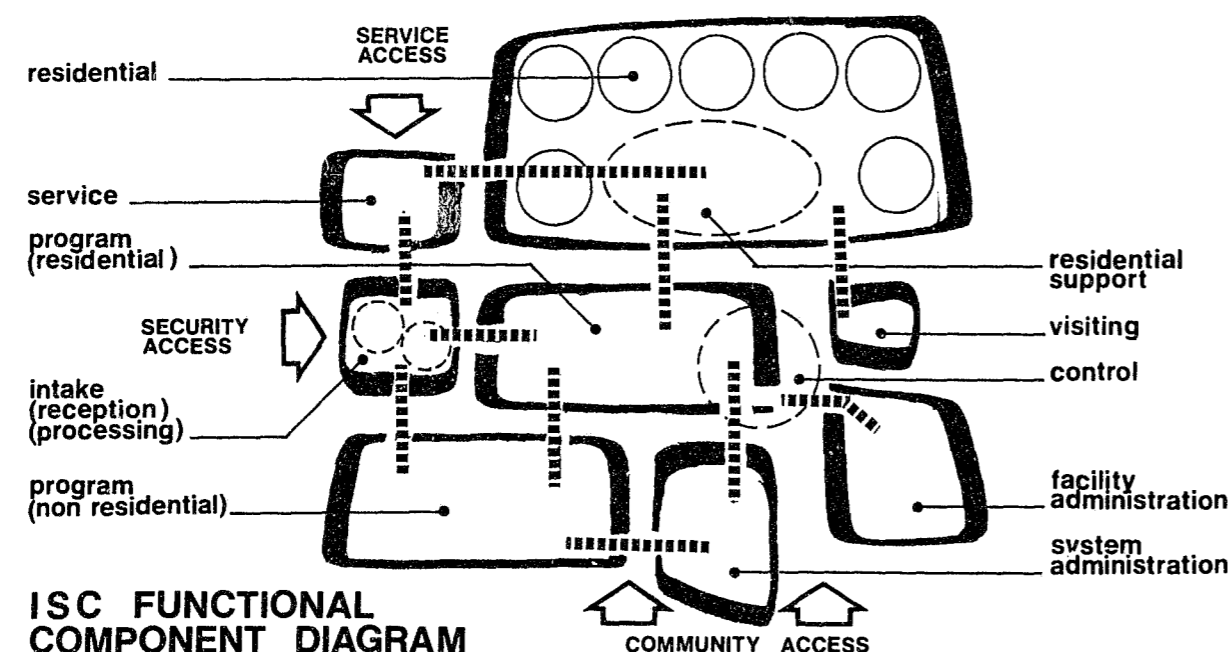 SERVICE
ACCESS
residential
service
program
(residential)
SECURITY
ACCESS
intake
(reception)
(processing)
program
(non residential)
residential
support
visiting
control
facility
administration
system
administration
ISC FUNCTIONAL
COMPONENT DIAGRAM
COMMUNITY ACCESS